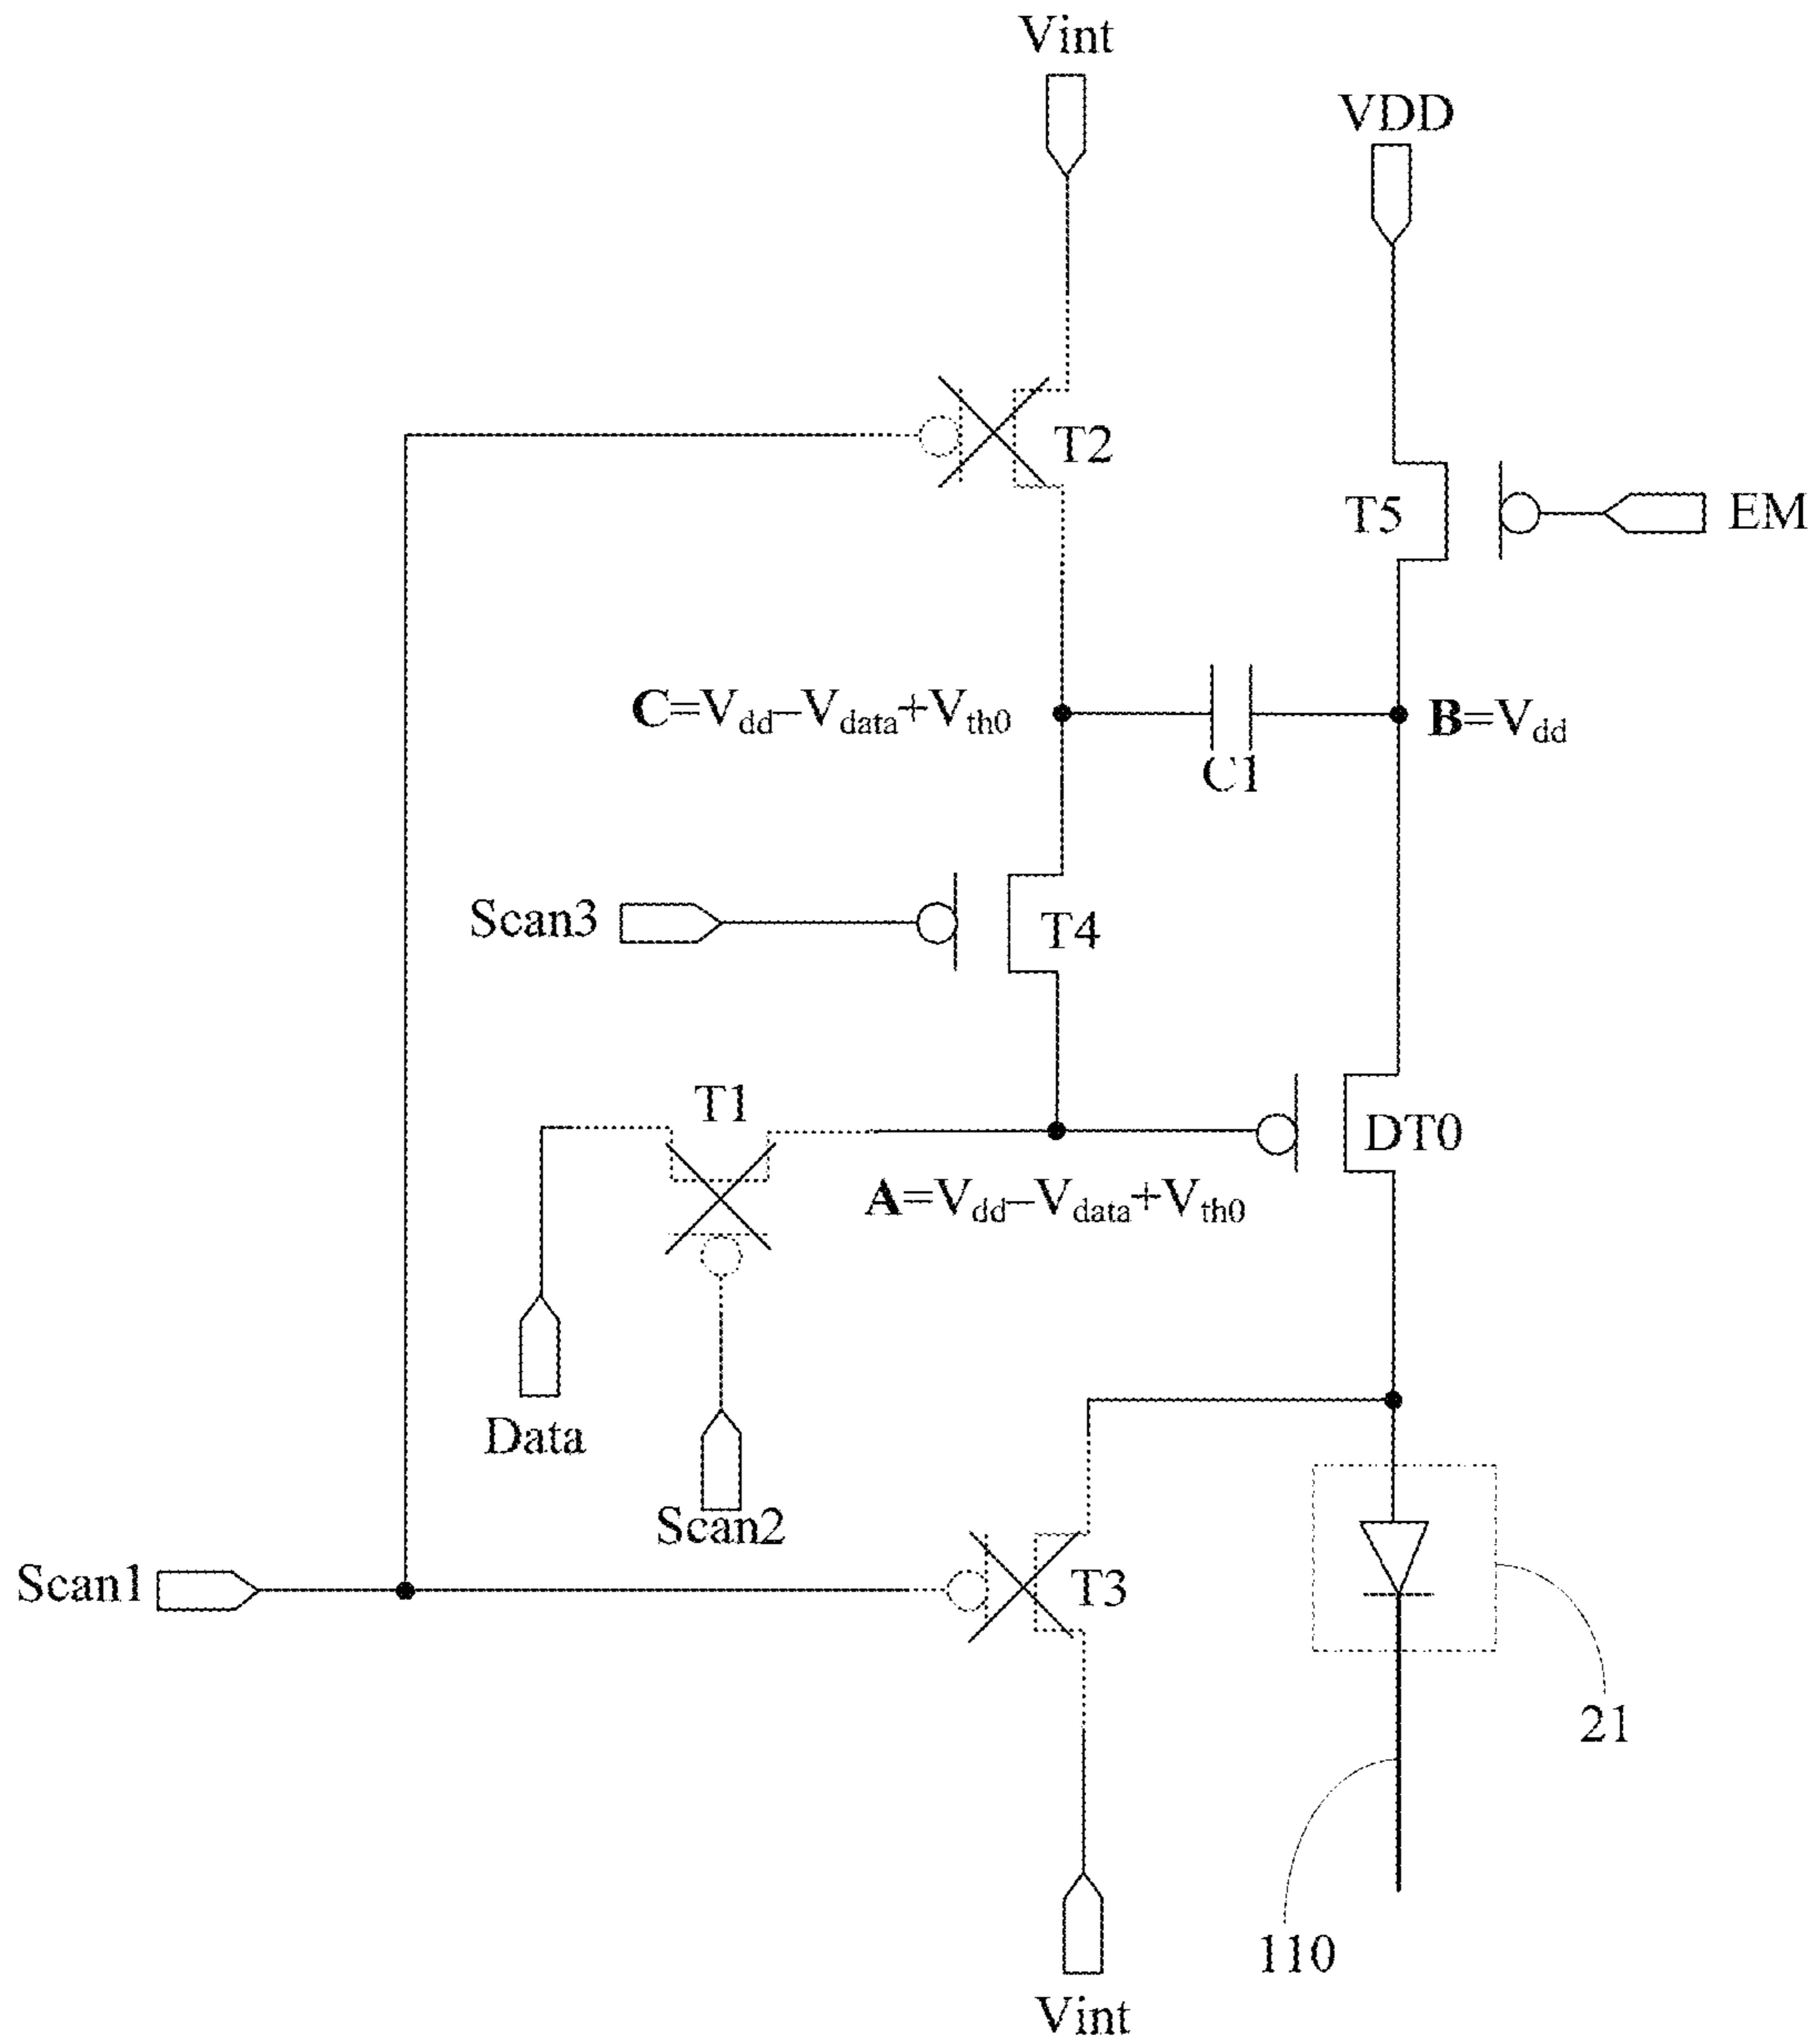 Vint
VDD
T2
T5
EM
C=Vdd–Vdata+Vth0
B=Vdd
C1
Scan3
T4
T1
DT0
A=Vdd–Vdata+Vth0
Data
Scan2
Scan1
T3
21
110
Vint